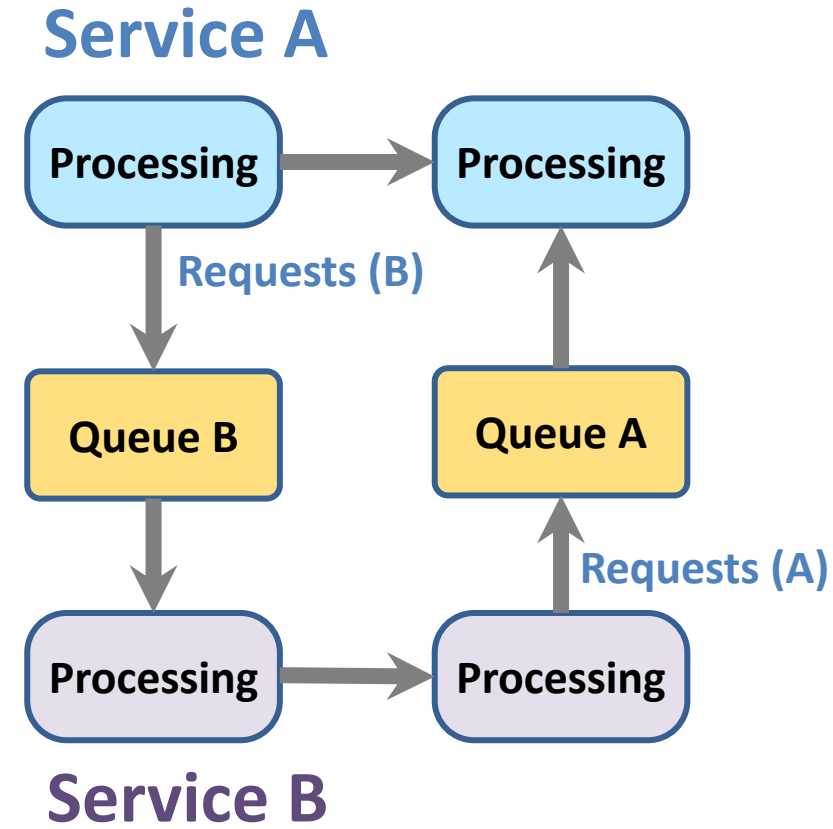 Service A
Processing
Processing
Requests (B)
Queue B
Queue A
Requests (A)
Processing
Processing
Service B